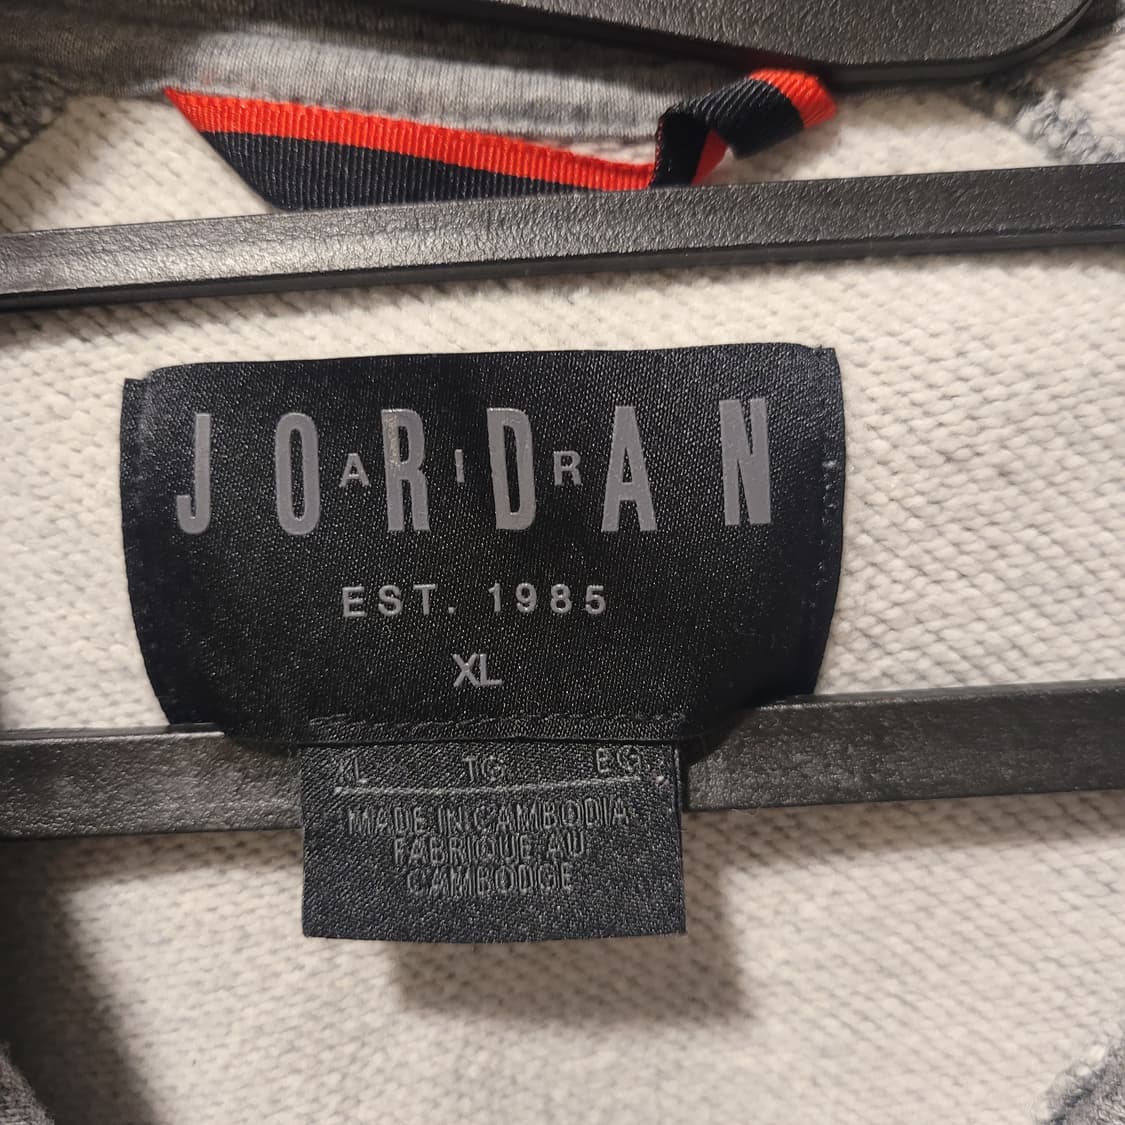 JORDAN
AIR
EST. 1985
XL
XL TG EG
MADE IN CAMBODIA
FABRIQUE AU
CAMBODGE